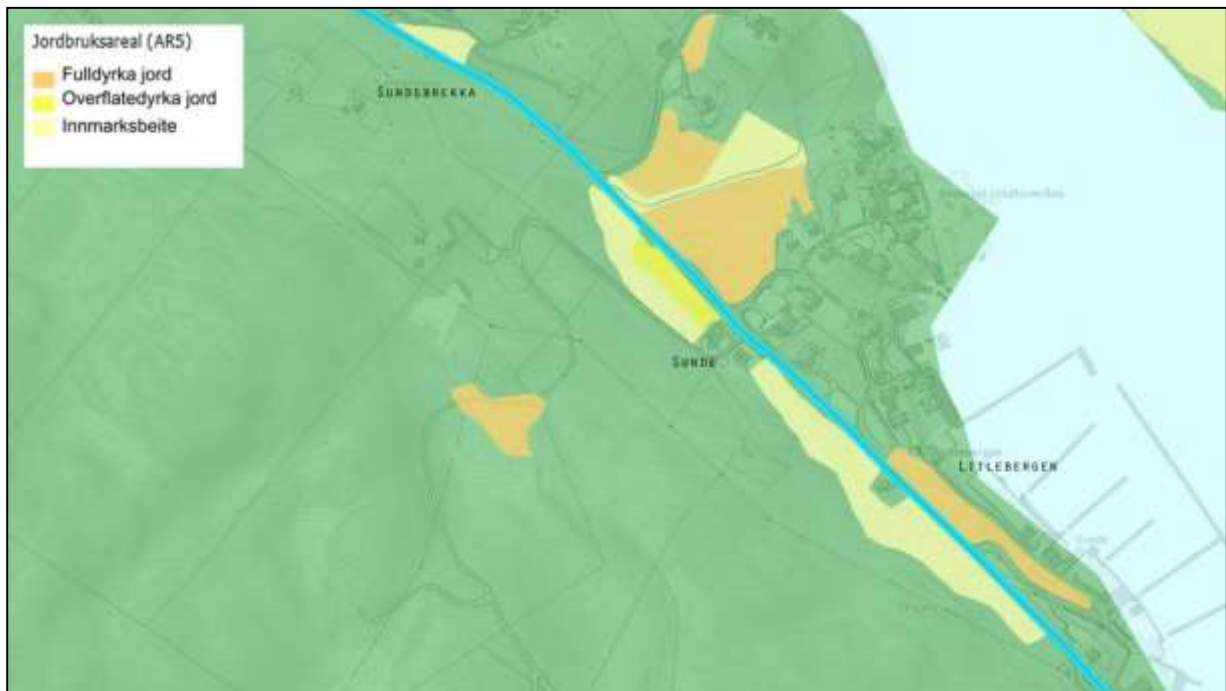 Jordbruksareal (AR5)
Fulldyrka jord
Overflatedyrka jord
Innmarksbeite
SUNDSBREKKA
SUNDE
LITLEBERGEN